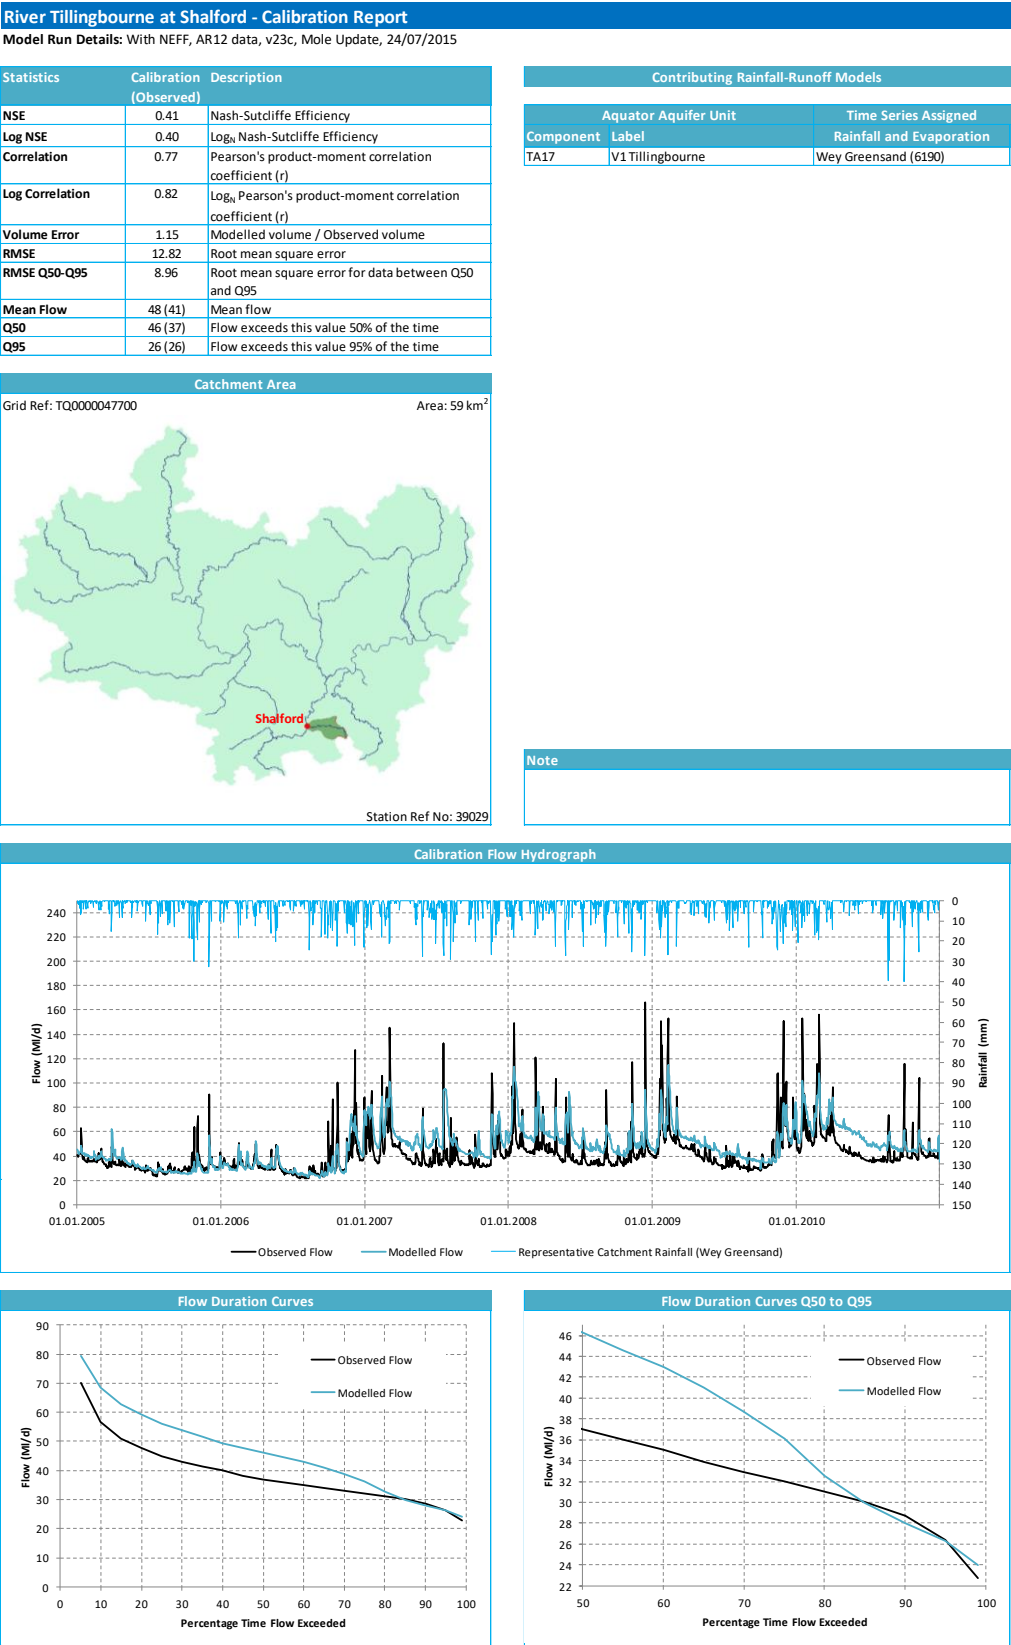 River Tillingbourne at Shalford - Calibration Report
Model Run Details: With NEFF, AR12 data, v23c, Mole Update, 24/07/2015
Statistics Calibration (Observed) Description
NSE 0.41 Nash-Sutcliffe Efficiency
Log NSE 0.40 LogN Nash-Sutcliffe Efficiency
Correlation 0.77 Pearson's product-moment correlation
coefficient (r)
Log Correlation 0.82 LogN Pearson's product-moment correlation
coefficient (r)
Volume Error 1.15 Modelled volume / Observed volume
RMSE 12.82 Root mean square error
RMSE Q50-Q95 8.96 Root mean square error for data between Q50
and Q95
Mean Flow 48 (41) Mean flow
Q50 46 (37) Flow exceeds this value 50% of the time
Q95 26 (26) Flow exceeds this value 95% of the time
Contributing Rainfall-Runoff Models
Aquator Aquifer Unit Time Series Assigned
Component Label Rainfall and Evaporation
TA17 V1 Tillingbourne Wey Greensand (6190)
Catchment Area
Grid Ref: TQ0000047700 Area: 59 km²
Shalford
Station Ref No: 39029
Note
Calibration Flow Hydrograph
Flow (Ml/d)
240
220
200
180
160
140
120
100
80
60
40
20
0
0
10
20
30
40
50
60
70
80
90
100
110
120
130
140
150
Rainfall (mm)
01.01.2005 01.01.2006 01.01.2007 01.01.2008 01.01.2009 01.01.2010
Observed Flow Modelled Flow Representative Catchment Rainfall (Wey Greensand)
Flow Duration Curves
Flow (Ml/d)
90
80
70
60
50
40
30
20
10
0
Observed Flow
Modelled Flow
0 10 20 30 40 50 60 70 80 90 100
Percentage Time Flow Exceeded
Flow Duration Curves Q50 to Q95
Flow (Ml/d)
46
44
42
40
38
36
34
32
30
28
26
24
22
Observed Flow
Modelled Flow
50 60 70 80 90 100
Percentage Time Flow Exceeded